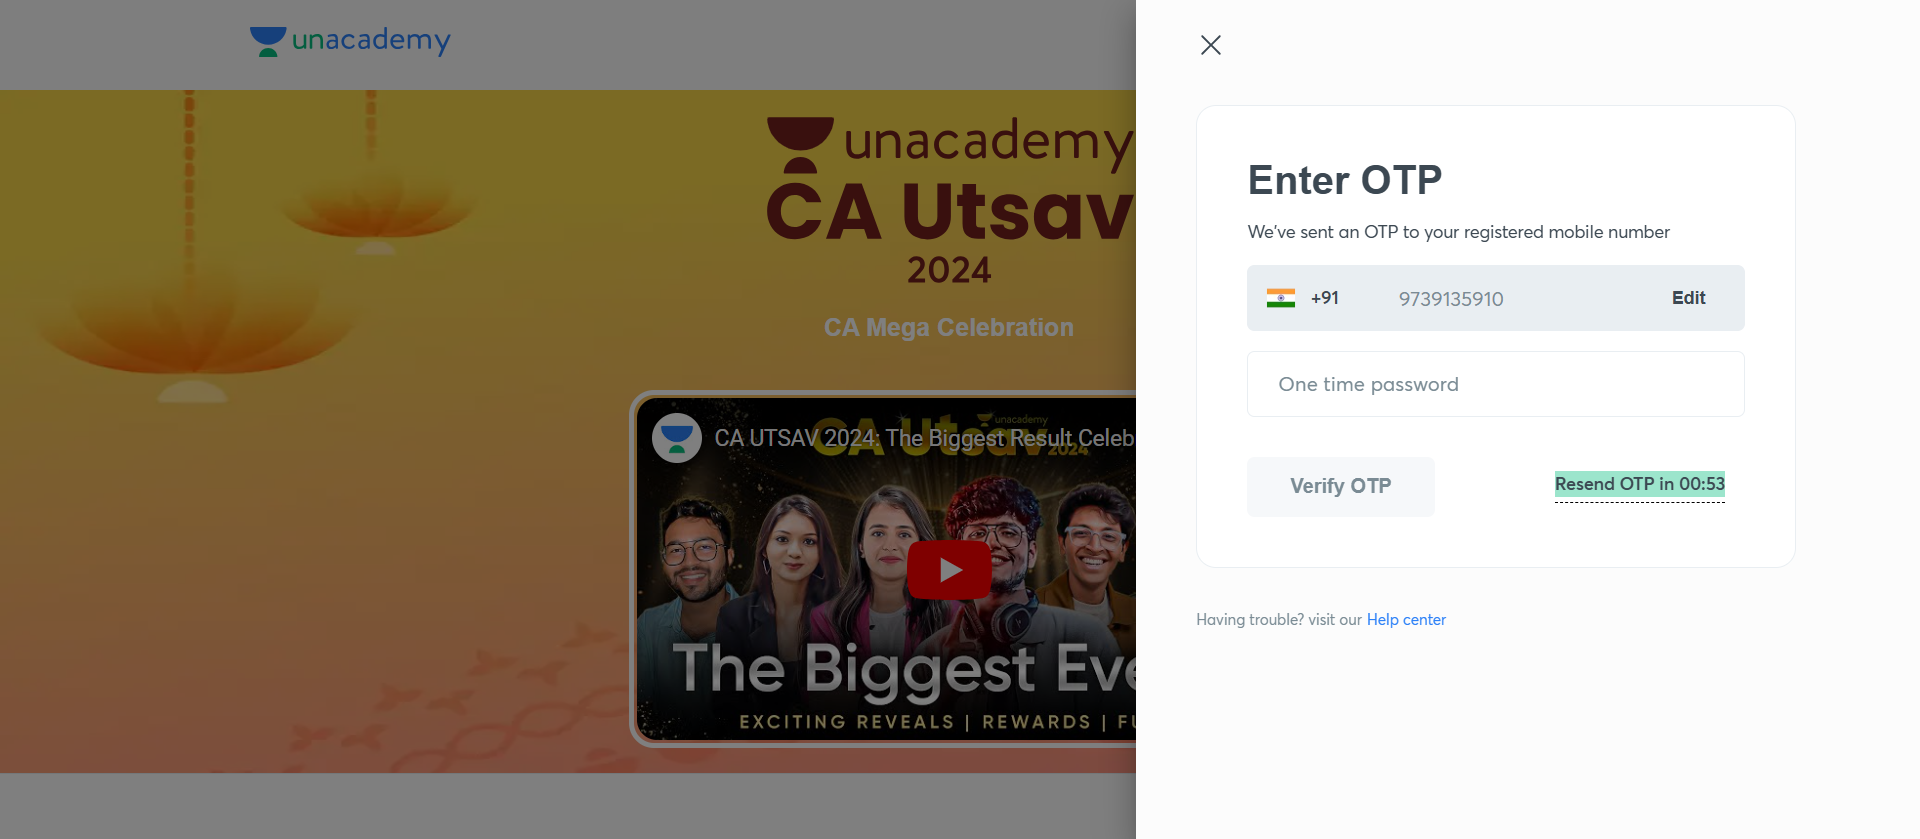 unacademy
unacademy
CA Utsav
2024
CA Mega Celebration
CA UTSAV 2024: The Biggest Result Celeb
unacademy
CA Utsav
2024
The Biggest Eve
EXCITING REVEALS | REWARDS | FU
Enter OTP
We've sent an OTP to your registered mobile number
+91 9739135910 Edit
One time password
Verify OTP
Resend OTP in 00:53
Having trouble? visit our Help center